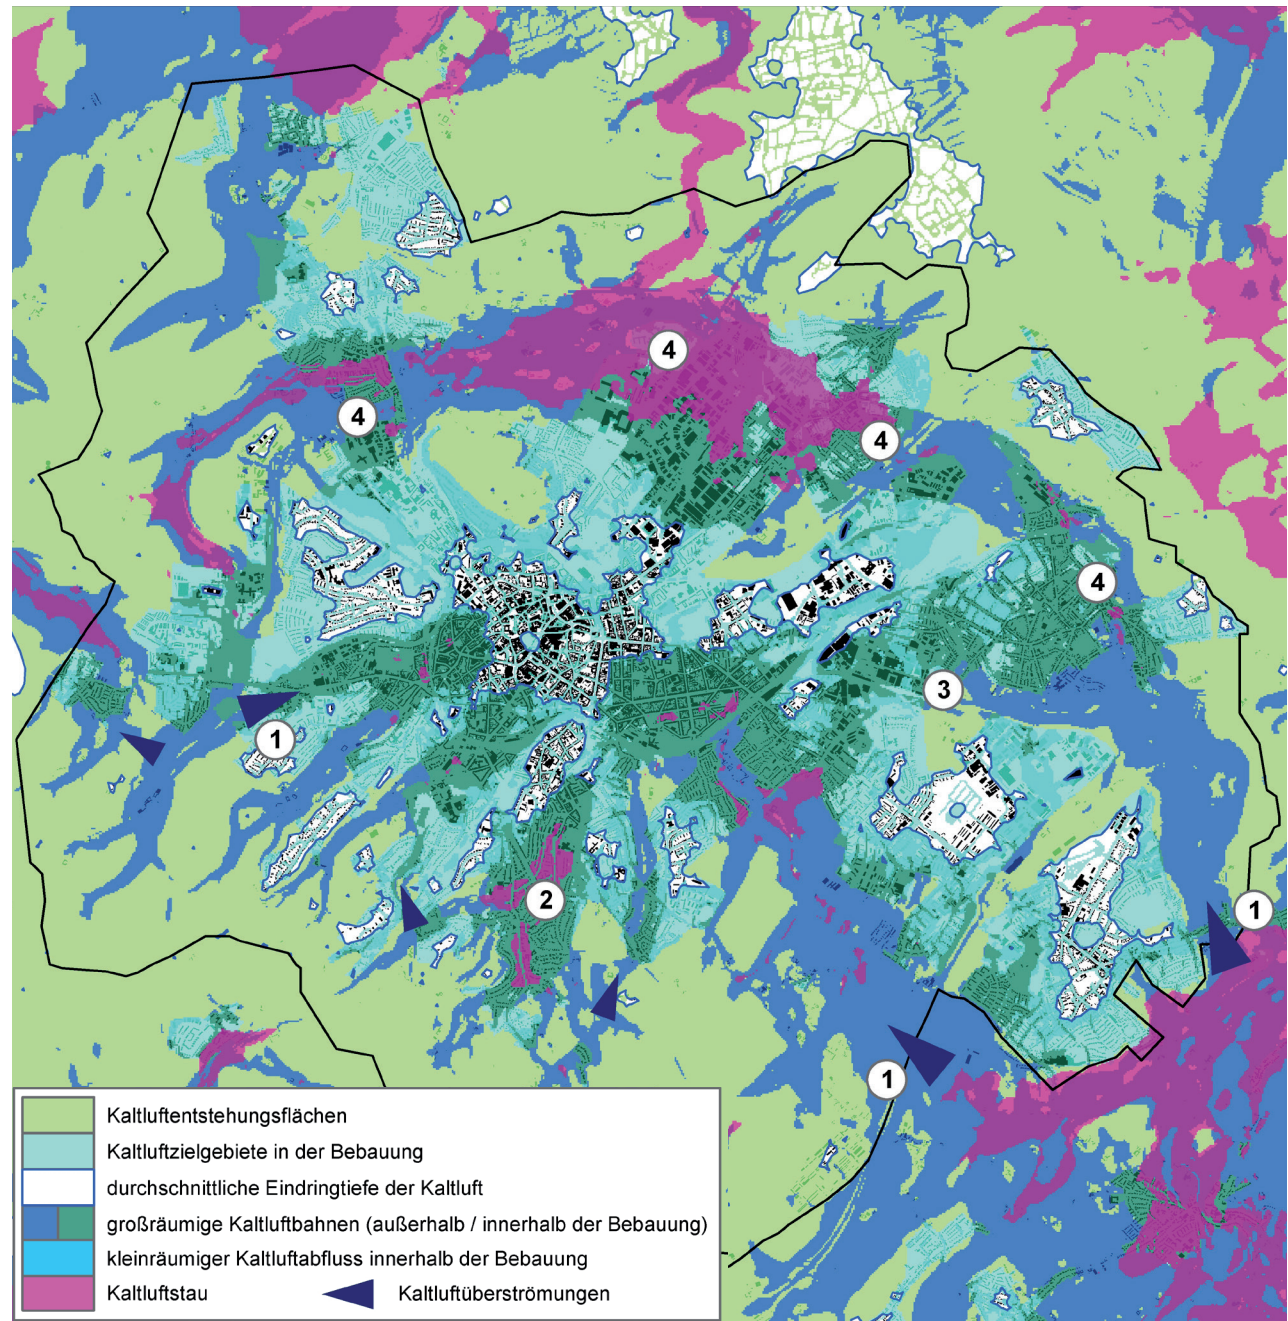 4
4
4
4
3
1
2
1
1
Kaltluftentstehungsflächen
Kaltluftzielgebiete in der Bebauung
durchschnittliche Eindringtiefe der Kaltluft
großräumige Kaltluftbahnen (außerhalb / innerhalb der Bebauung)
kleinräumiger Kaltluftabfluss innerhalb der Bebauung
Kaltluftstau
Kaltluftüberströmungen